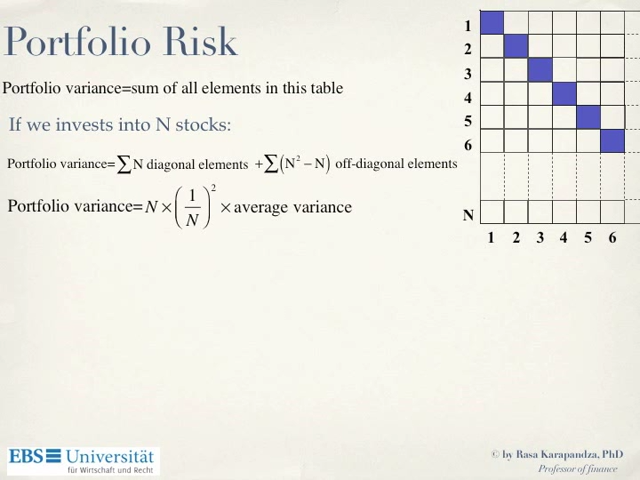 Portfolio Risk
Portfolio variance=sum of all elements in this table
If we invests into N stocks:
Portfolio variance=∑N diagonal elements +∑(N² − N) off-diagonal elements
Portfolio variance=N×(1/N)²×average variance
1
2
3
4
5
6
N
1 2 3 4 5 6
EBS Universität
für Wirtschaft und Recht
© by Rasa Karapandza, PhD
Professor of finance